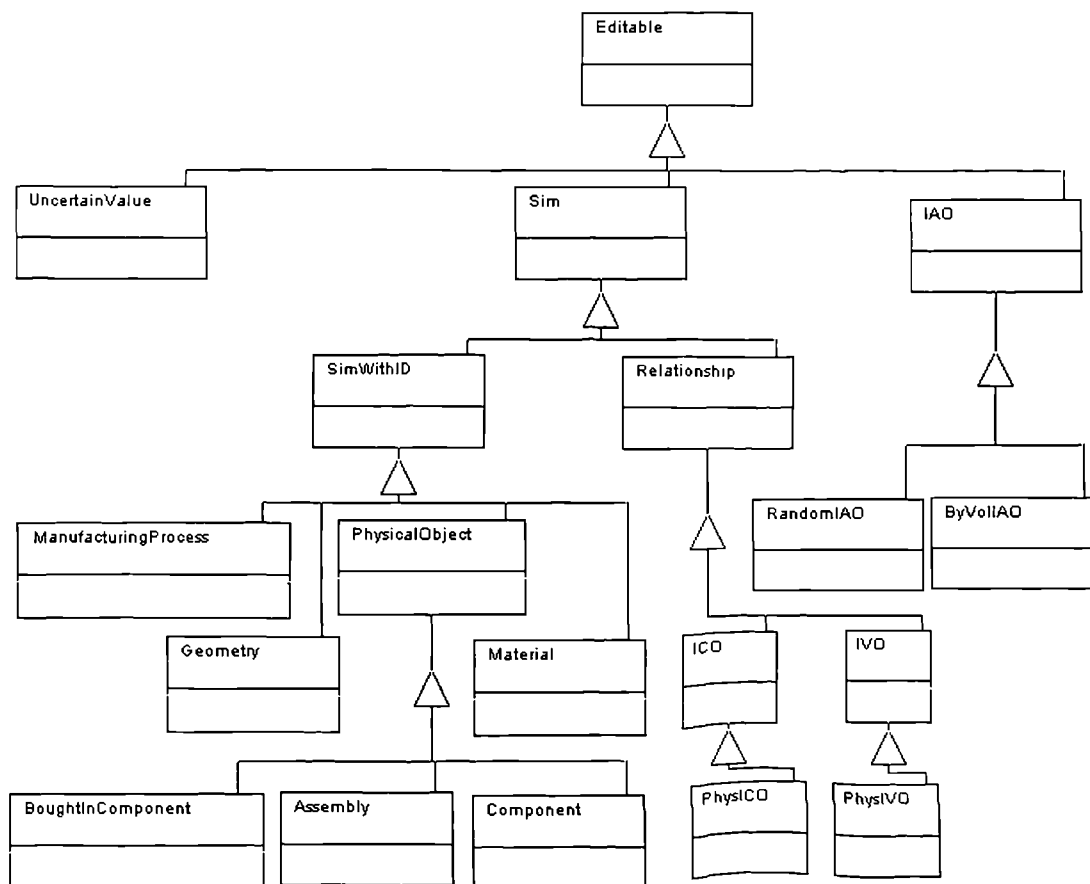 Editable
UncertainValue
Sim
IAO
SimWithID
Relationship
RandomIAO
ByVolIAO
ManufacturingProcess
PhysicalObject
Geometry
Material
ICO
IVO
BoughtInComponent
Assembly
Component
PhysICO
PhysIVO